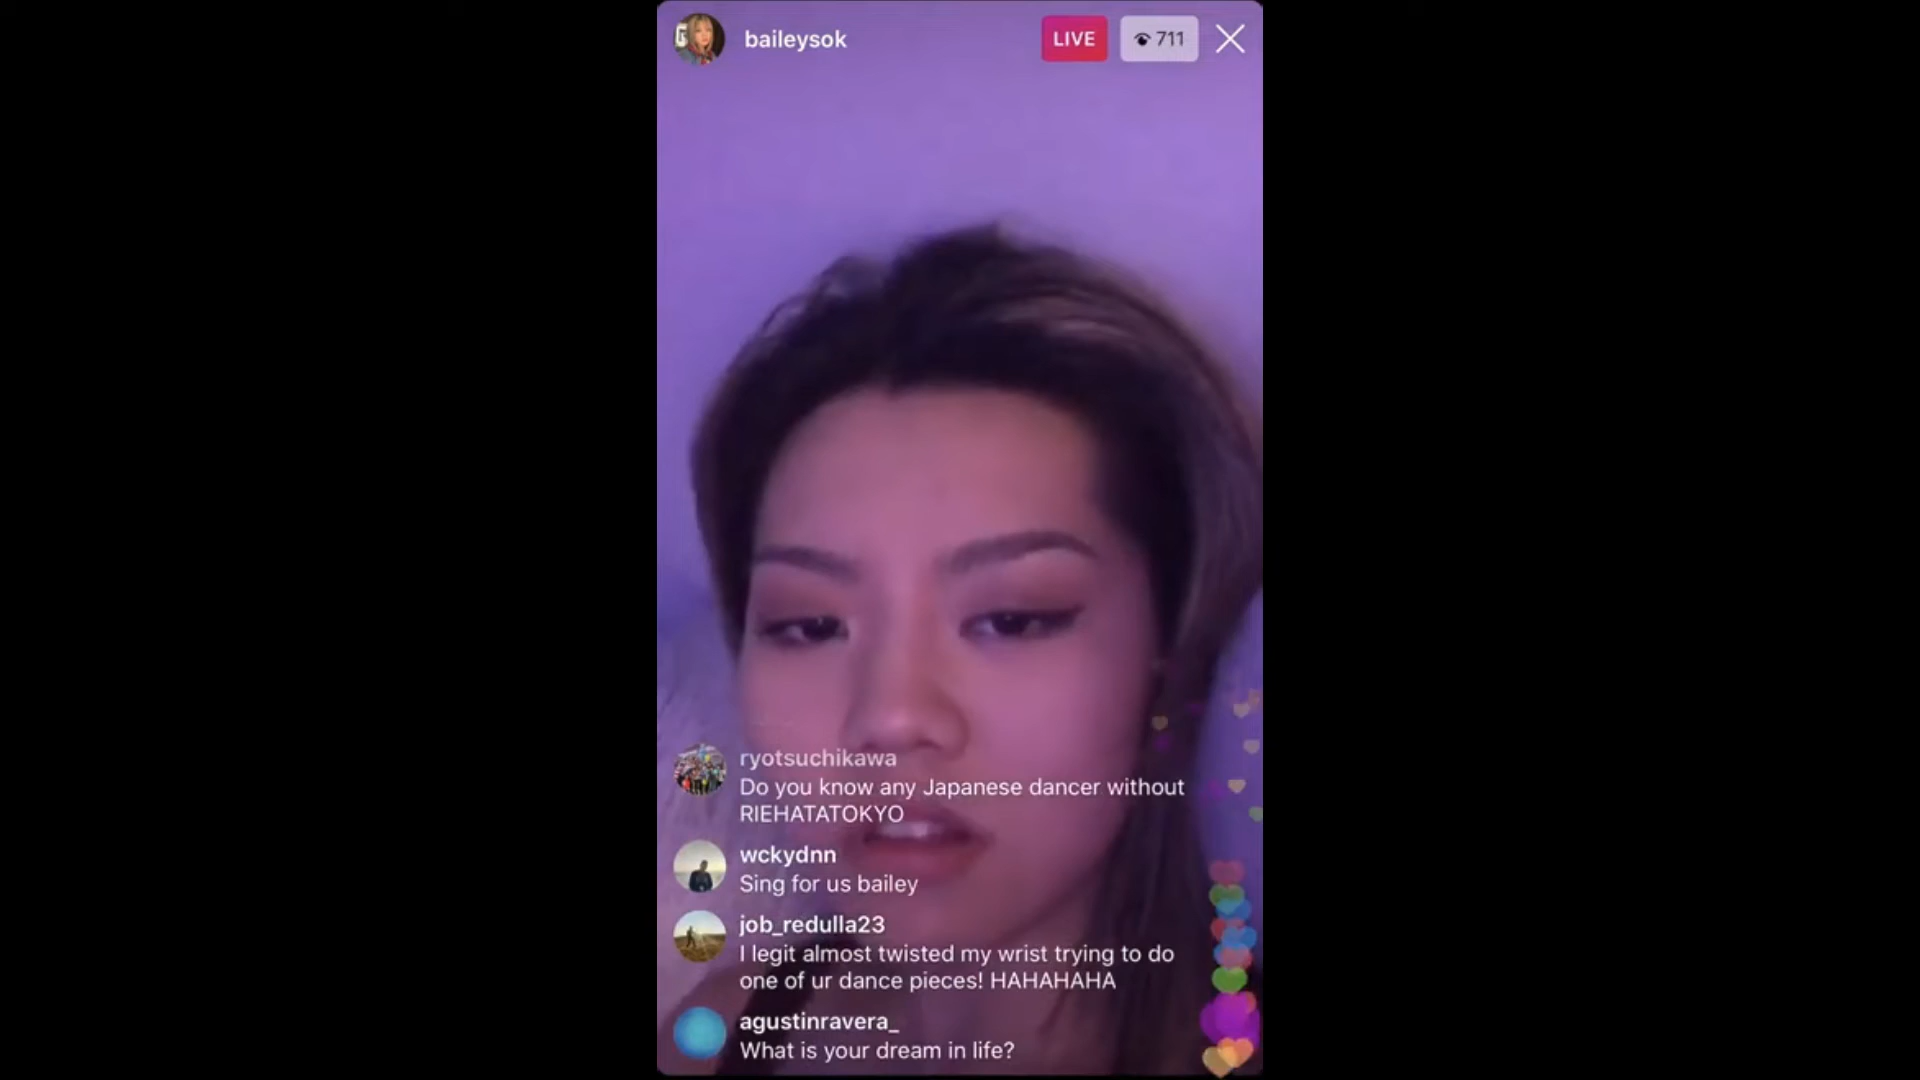 baileysok
LIVE
711
ryotsuchikawa
Do you know any Japanese dancer without
RIEHATATOKYO
wckydnn
Sing for us bailey
job_redulla23
I legit almost twisted my wrist trying to do
one of ur dance pieces! HAHAHAHA
agustinravera_
What is your dream in life?